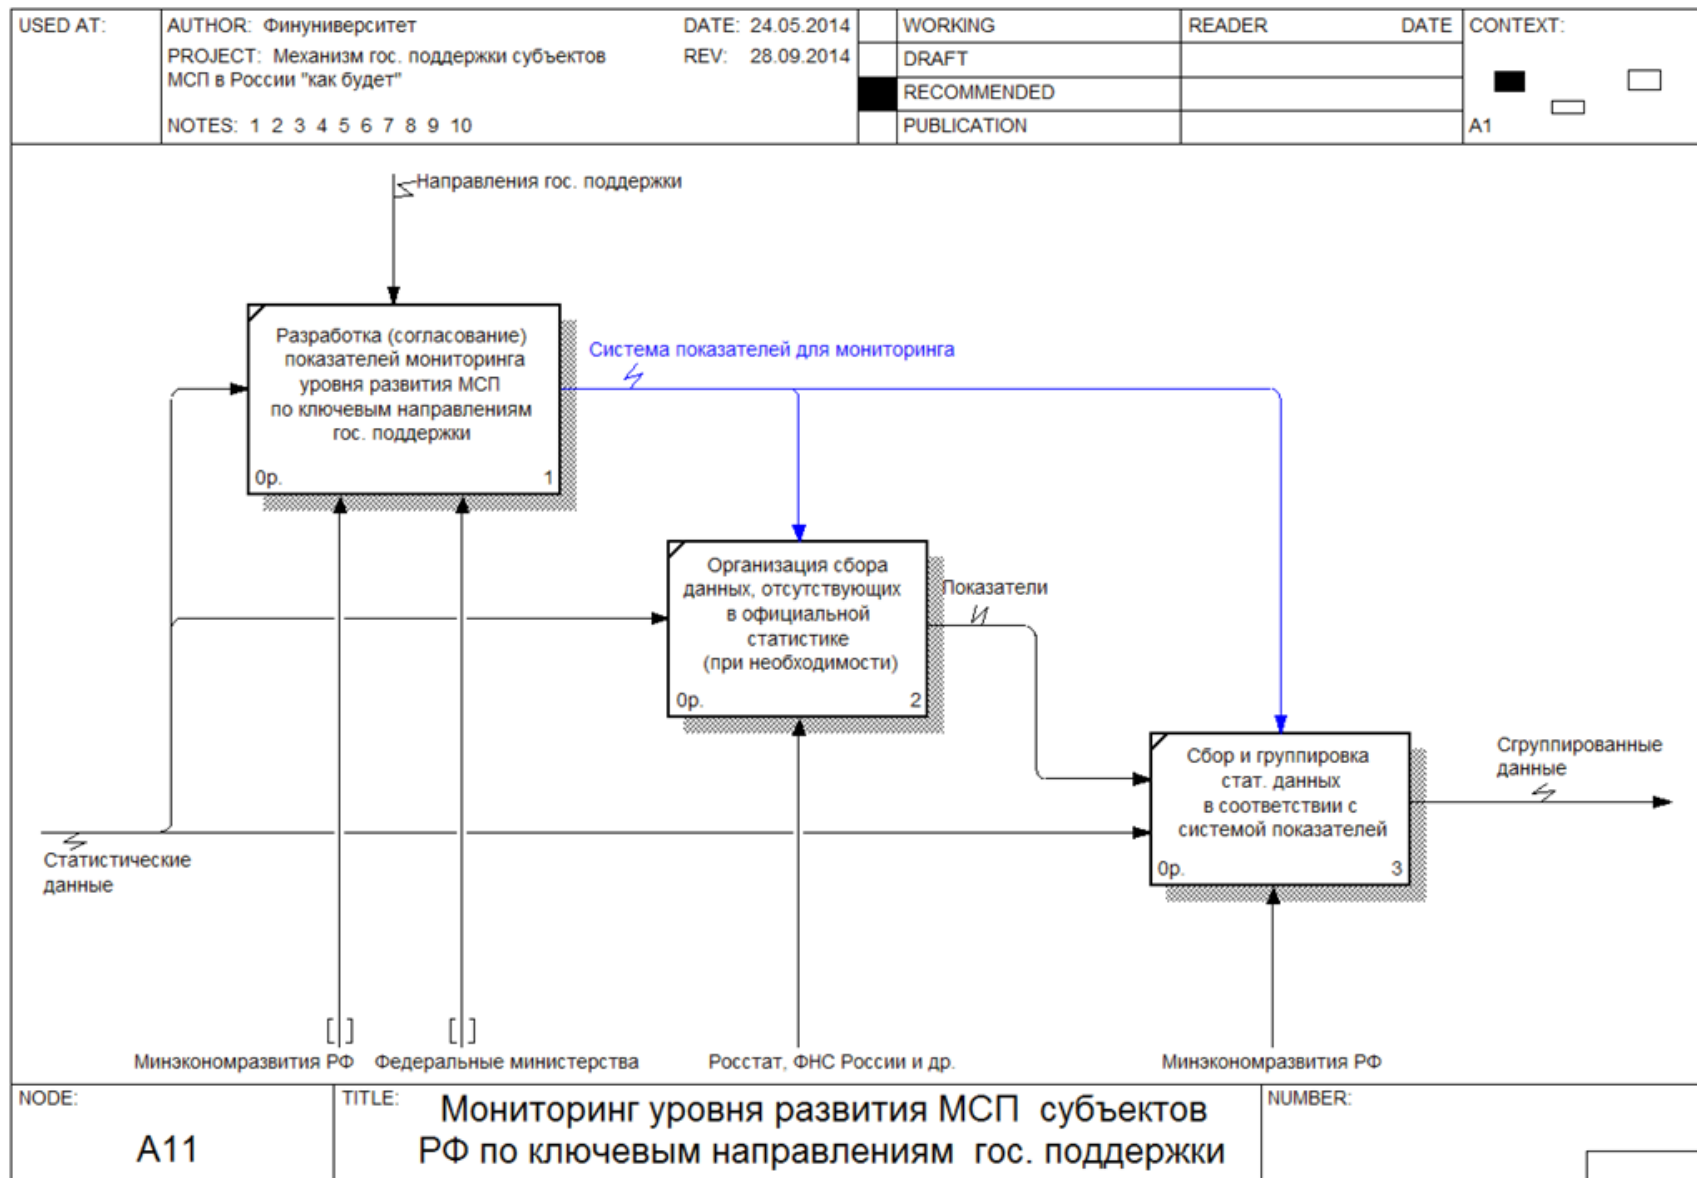 USED AT:
AUTHOR: Финуниверситет
DATE: 24.05.2014
PROJECT: Механизм гос. поддержки субъектов
МСП в России "как будет"
REV: 28.09.2014
NOTES: 1 2 3 4 5 6 7 8 9 10
WORKING
DRAFT
RECOMMENDED
PUBLICATION
READER DATE
CONTEXT:
A1
Направления гос. поддержки
Разработка (согласование)
показателей мониторинга
уровня развития МСП
по ключевым направлениям
гос. поддержки
0р. 1
Система показателей для мониторинга
Организация сбора
данных, отсутствующих
в официальной
статистике
(при необходимости)
0р. 2
Показатели
Сбор и группировка
стат. данных
в соответствии с
системой показателей
0р. 3
Сгруппированные
данные
Статистические
данные
Минэкономразвития РФ
Федеральные министерства
Росстат, ФНС России и др.
Минэкономразвития РФ
NODE:
A11
TITLE:
Мониторинг уровня развития МСП субъектов
РФ по ключевым направлениям гос. поддержки
NUMBER: